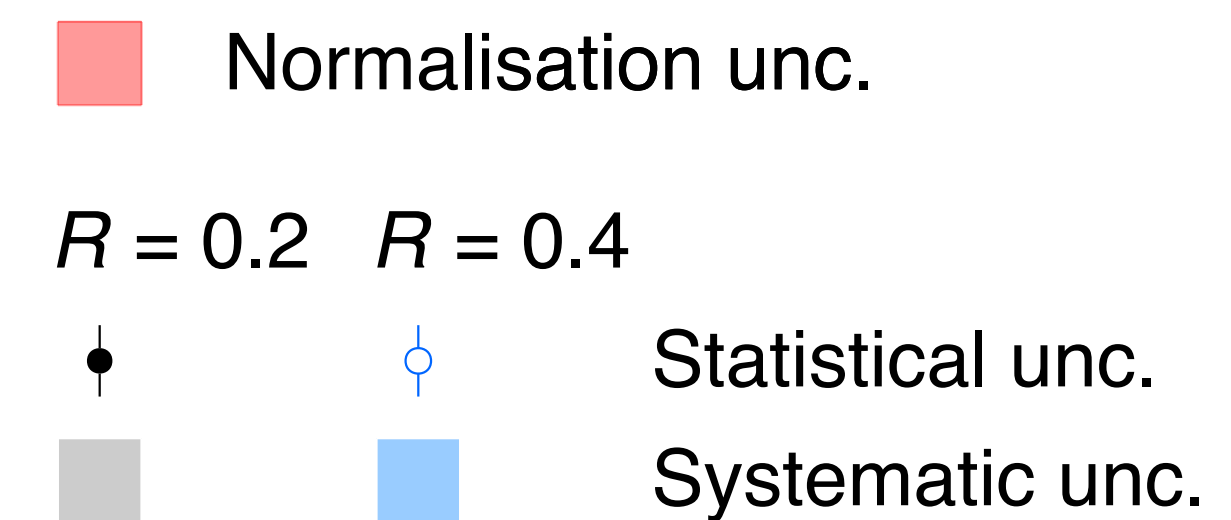 Normalisation unc.
R = 0.2 R = 0.4
Statistical unc.
Systematic unc.